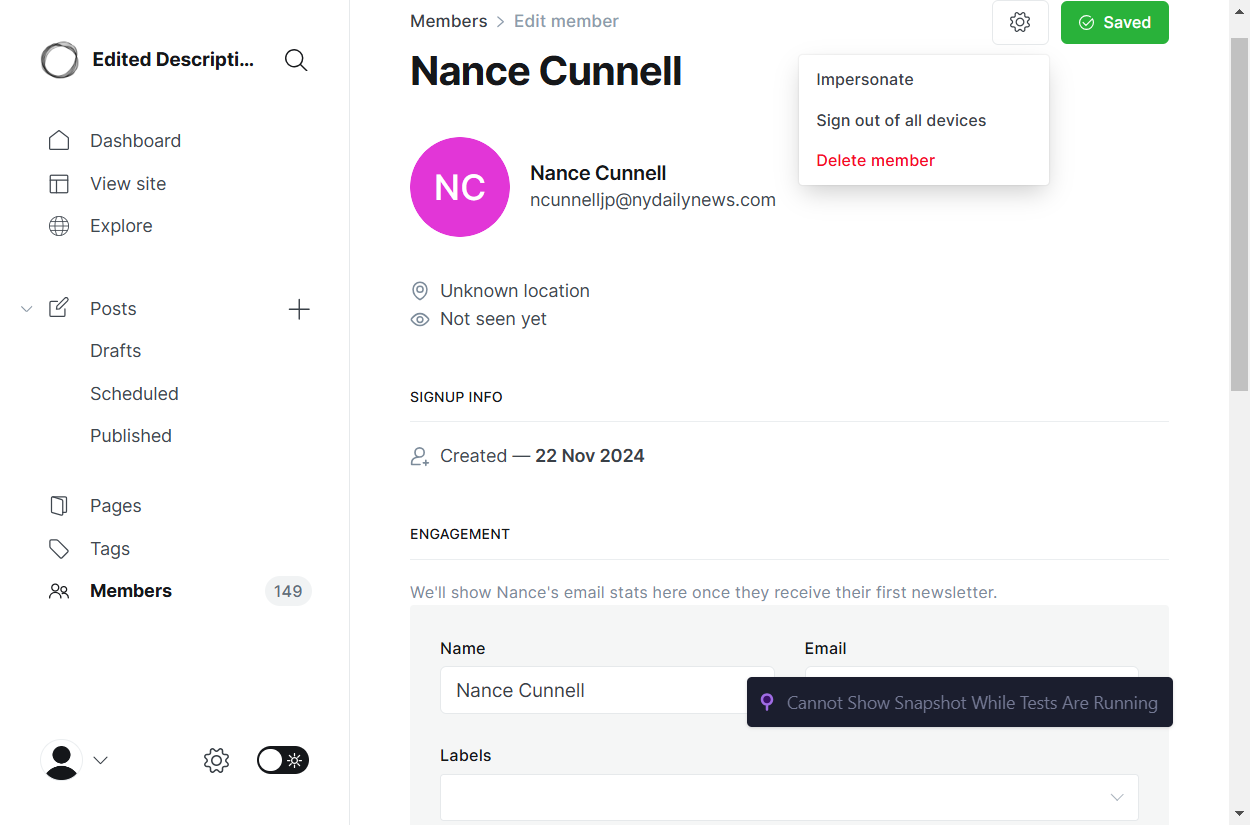 Edited Descripti...
Dashboard
View site
Explore
Posts
Drafts
Scheduled
Published
Pages
Tags
Members 149
Members > Edit member
Saved
Nance Cunnell
Impersonate
Sign out of all devices
Delete member
NC
Nance Cunnell
ncunnelljp@nydailynews.com
Unknown location
Not seen yet
SIGNUP INFO
Created — 22 Nov 2024
ENGAGEMENT
We'll show Nance's email stats here once they receive their first newsletter.
Name
Email
Nance Cunnell
Cannot Show Snapshot While Tests Are Running
Labels